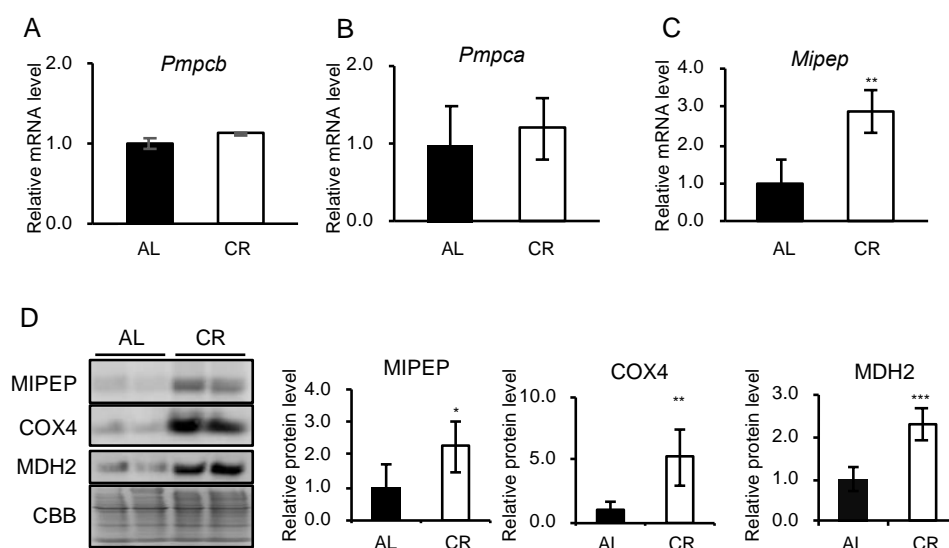 A
Pmpcb
Relative mRNA level
2.0
1.0
0.0
AL
CR
B
Pmpca
Relative mRNA level
2.0
1.0
0.0
AL
CR
C
Mipep
Relative mRNA level
4.0
3.0
2.0
1.0
0.0
**
AL
CR
D
AL
CR
MIPEP
COX4
MDH2
CBB
MIPEP
Relative protein level
4.0
3.0
2.0
1.0
0.0
*
AL
CR
COX4
Relative protein level
10.0
5.0
0.0
**
AL
CR
MDH2
Relative protein level
3.0
2.0
1.0
0.0
***
AL
CR